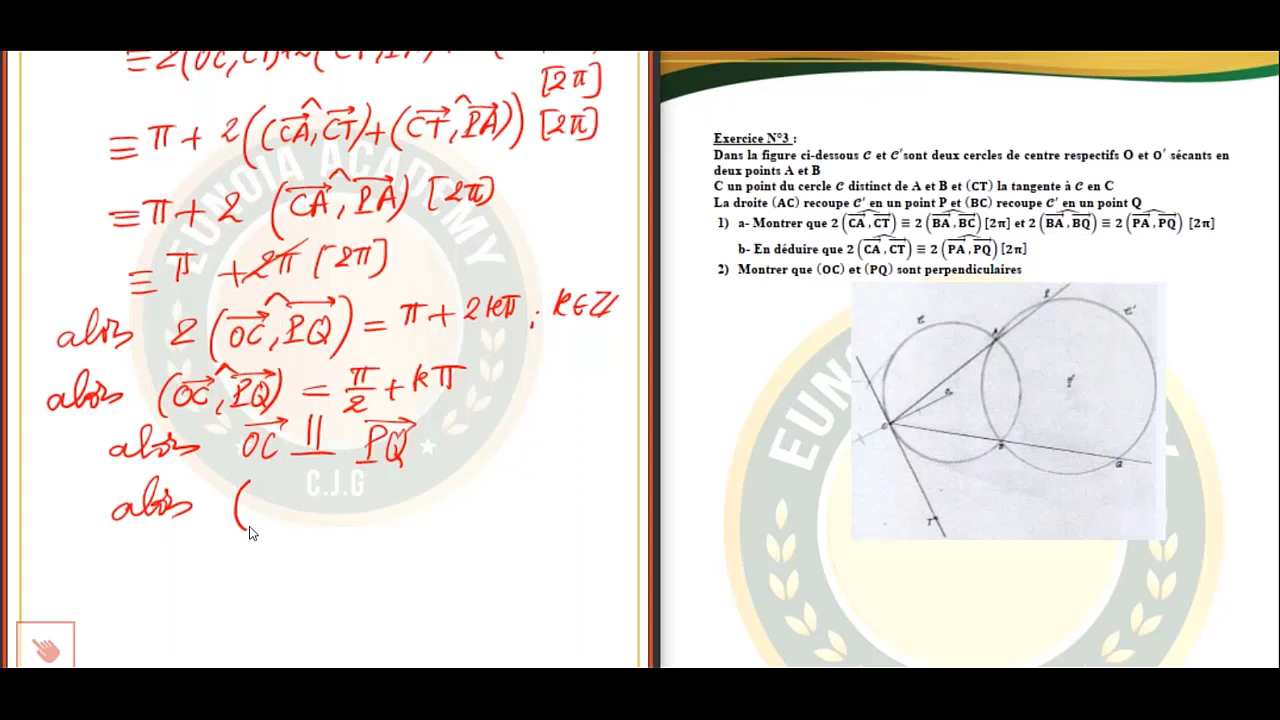 [2π]
≡ π + 2((CA, CT) + (CT, PA)) [2π]
≡ π + 2 (CA, PA) [2π]
≡ π + 2π [2π]
alors 2 (OC, PQ) = π + 2kπ ; k∈ℤ
alors (OC, PQ) = π/2 + kπ
alors OC ⊥ PQ
alors (
EUNOIA ACADEMY
C.J.G
Exercice N°3 :
Dans la figure ci-dessous 𝒞 et 𝒞'sont deux cercles de centre respectifs O et O' sécants en
deux points A et B
C un point du cercle 𝒞 distinct de A et B et (CT) la tangente à 𝒞 en C
La droite (AC) recoupe 𝒞' en un point P et (BC) recoupe 𝒞' en un point Q
1) a- Montrer que 2 (CA , CT) ≡ 2 (BA , BC) [2π] et 2 (BA , BQ) ≡ 2 (PA , PQ) [2π]
b- En déduire que 2 (CA , CT) ≡ 2 (PA , PQ) [2π]
2) Montrer que (OC) et (PQ) sont perpendiculaires
A
B
Q
T